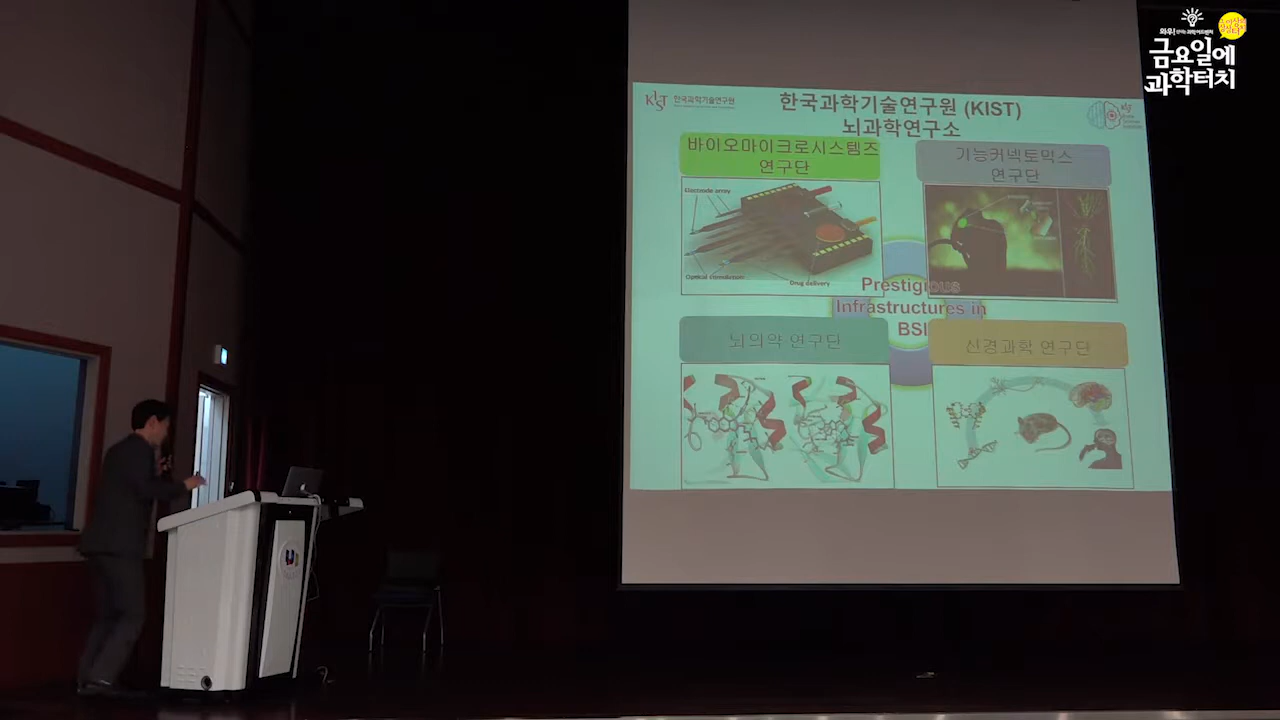 와우!
금요일에
과학터치
KIST 한국과학기술연구원
한국과학기술연구원 (KIST)
뇌과학연구소
바이오마이크로시스템즈
연구단
기능커넥토믹스
연구단
Electrode array
Optical stimulation
Drug delivery
Prestigious
Infrastructures in
BSI
뇌의약 연구단
신경과학 연구단